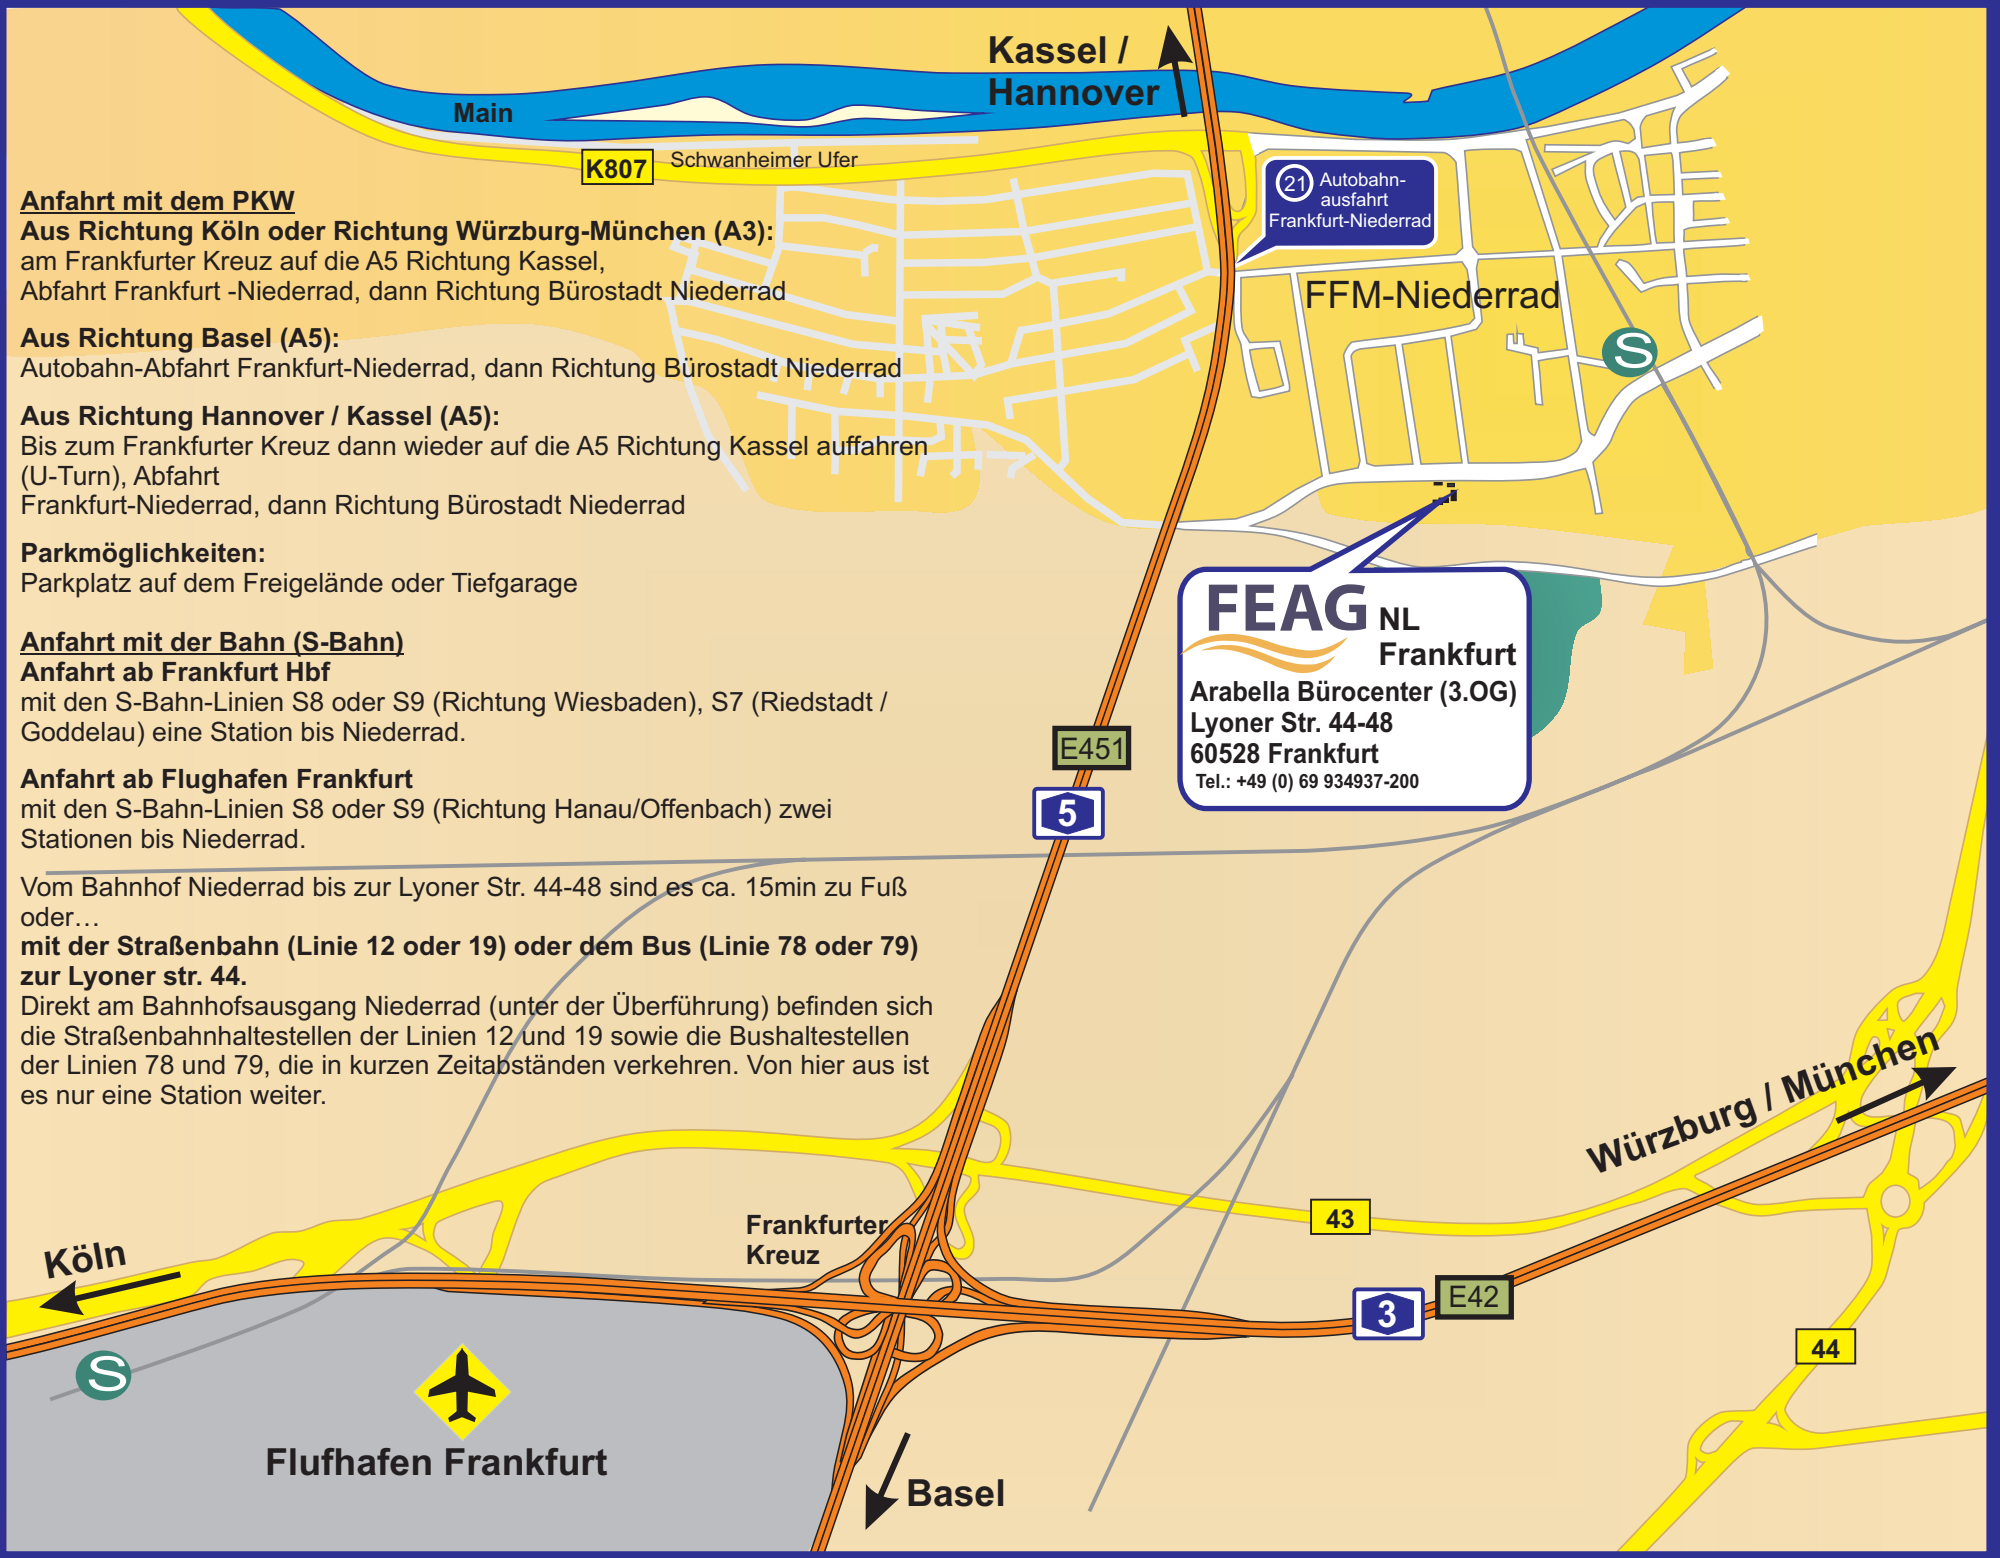 Kassel /
Hannover
Main
K807
Schwanheimer Ufer
21
Autobahn-
ausfahrt
Frankfurt-Niederrad
FFM-Niederrad
S
Anfahrt mit dem PKW
Aus Richtung Köln oder Richtung Würzburg-München (A3):
am Frankfurter Kreuz auf die A5 Richtung Kassel,
Abfahrt Frankfurt -Niederrad, dann Richtung Bürostadt Niederrad
Aus Richtung Basel (A5):
Autobahn-Abfahrt Frankfurt-Niederrad, dann Richtung Bürostadt Niederrad
Aus Richtung Hannover / Kassel (A5):
Bis zum Frankfurter Kreuz dann wieder auf die A5 Richtung Kassel auffahren
(U-Turn), Abfahrt
Frankfurt-Niederrad, dann Richtung Bürostadt Niederrad
Parkmöglichkeiten:
Parkplatz auf dem Freigelände oder Tiefgarage
Anfahrt mit der Bahn (S-Bahn)
Anfahrt ab Frankfurt Hbf
mit den S-Bahn-Linien S8 oder S9 (Richtung Wiesbaden), S7 (Riedstadt /
Goddelau) eine Station bis Niederrad.
Anfahrt ab Flughafen Frankfurt
mit den S-Bahn-Linien S8 oder S9 (Richtung Hanau/Offenbach) zwei
Stationen bis Niederrad.
Vom Bahnhof Niederrad bis zur Lyoner Str. 44-48 sind es ca. 15min zu Fuß
oder…
mit der Straßenbahn (Linie 12 oder 19) oder dem Bus (Linie 78 oder 79)
zur Lyoner str. 44.
Direkt am Bahnhofsausgang Niederrad (unter der Überführung) befinden sich
die Straßenbahnhaltestellen der Linien 12 und 19 sowie die Bushaltestellen
der Linien 78 und 79, die in kurzen Zeitabständen verkehren. Von hier aus ist
es nur eine Station weiter.
FEAG NL
Frankfurt
Arabella Bürocenter (3.OG)
Lyoner Str. 44-48
60528 Frankfurt
Tel.: +49 (0) 69 934937-200
E451
5
Würzburg / München
43
Frankfurter
Kreuz
Köln
3
E42
44
S
Flufhafen Frankfurt
Basel